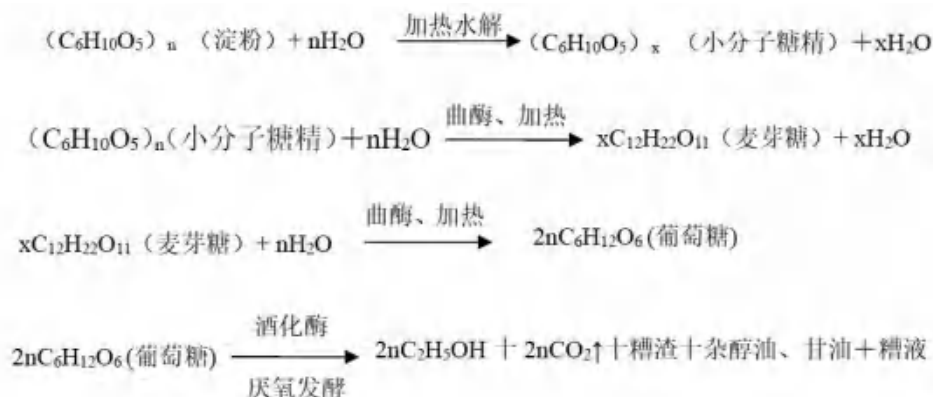 (C₆H₁₀O₅)n (淀粉) + nH₂O 加热水解 (C₆H₁₀O₅)x (小分子糖精) +xH₂O
(C₆H₁₀O₅)n(小分子糖精)+nH₂O 曲酶、加热 xC₁₂H₂₂O₁₁(麦芽糖)+xH₂O
xC₁₂H₂₂O₁₁(麦芽糖)+nH₂O 曲酶、加热 2nC₆H₁₂O₆(葡萄糖)
2nC₆H₁₂O₆(葡萄糖) 酒化酶 厌氧发酵 2nC₂H₅OH 十 2nCO₂↑十糟渣十杂醇油、甘油+糟液